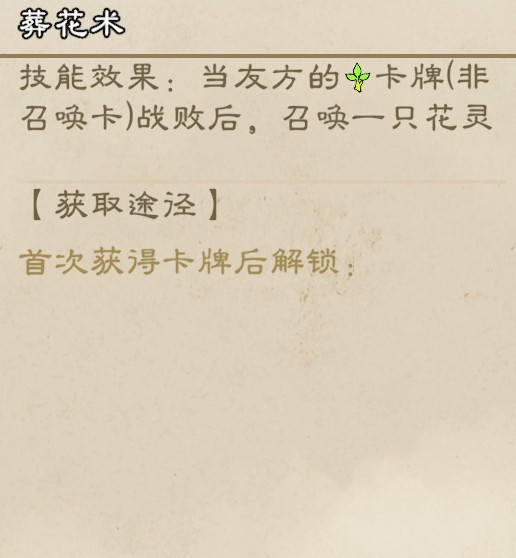 葬花术
技能效果：当友方的卡牌(非
召唤卡)战败后，召唤一只花灵
【获取途径】
首次获得卡牌后解锁：